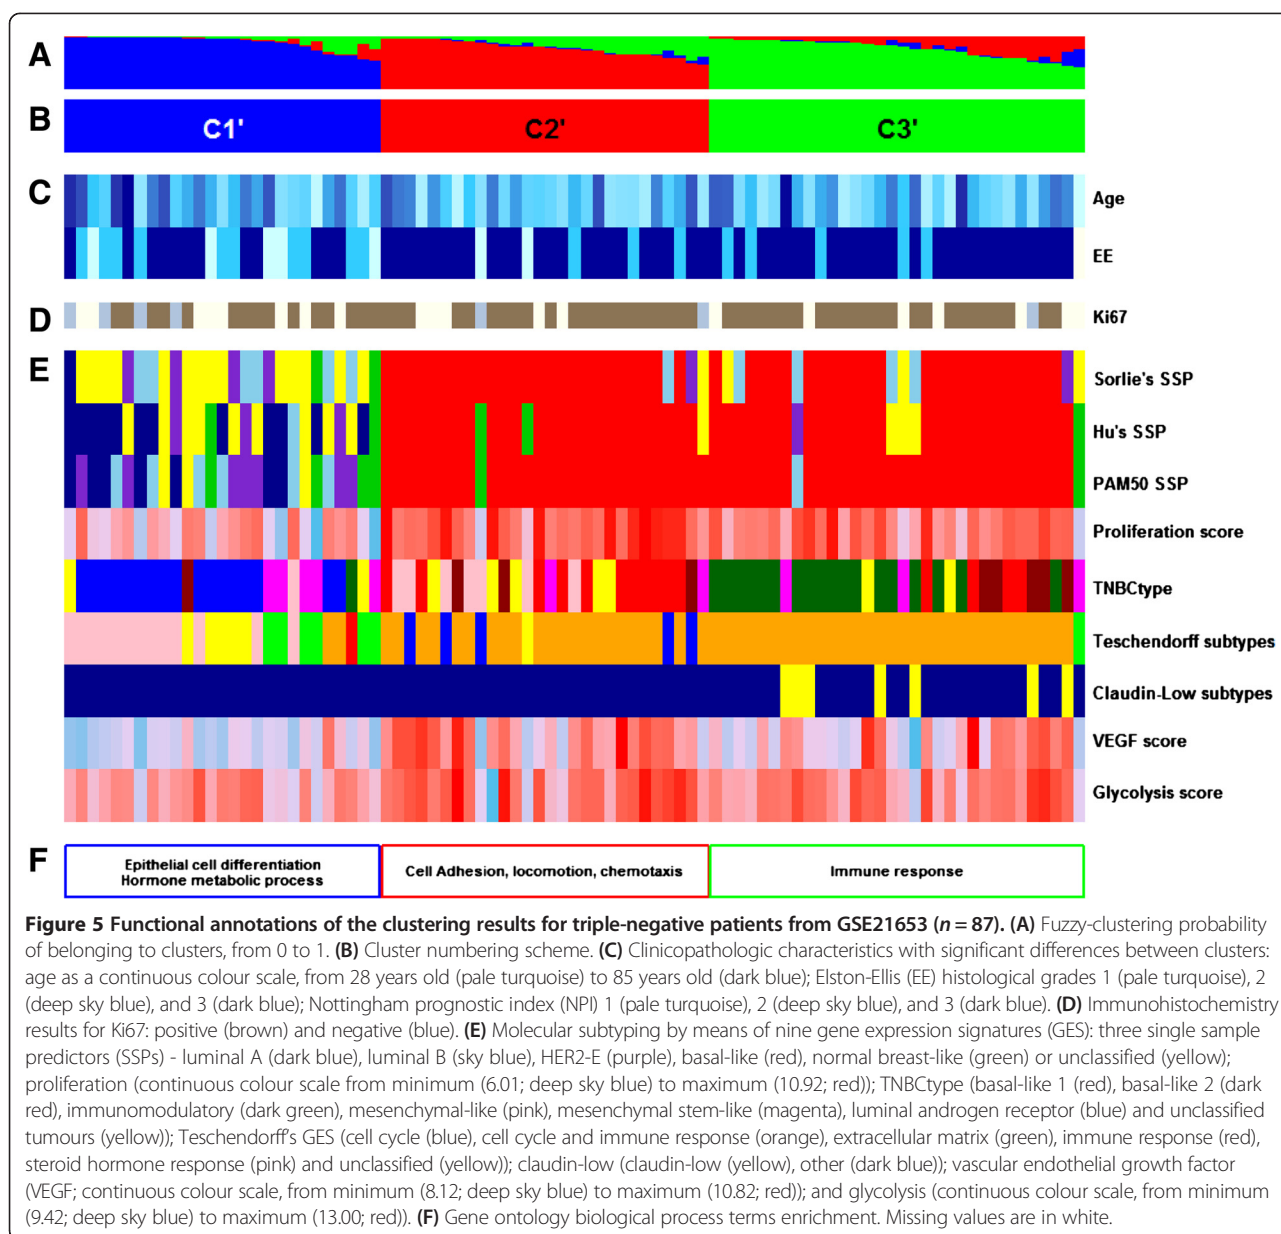 A
B
C1'
C2'
C3'
C
Age
EE
D
Ki67
E
Sorlie's SSP
Hu's SSP
PAM50 SSP
Proliferation score
TNBCtype
Teschendorff subtypes
Claudin-Low subtypes
VEGF score
Glycolysis score
F
Epithelial cell differentiation
Hormone metabolic process
Cell Adhesion, locomotion, chemotaxis
Immune response
Figure 5 Functional annotations of the clustering results for triple-negative patients from GSE21653 (n = 87). (A) Fuzzy-clustering probability
of belonging to clusters, from 0 to 1. (B) Cluster numbering scheme. (C) Clinicopathologic characteristics with significant differences between clusters:
age as a continuous colour scale, from 28 years old (pale turquoise) to 85 years old (dark blue); Elston-Ellis (EE) histological grades 1 (pale turquoise), 2
(deep sky blue), and 3 (dark blue); Nottingham prognostic index (NPI) 1 (pale turquoise), 2 (deep sky blue), and 3 (dark blue). (D) Immunohistochemistry
results for Ki67: positive (brown) and negative (blue). (E) Molecular subtyping by means of nine gene expression signatures (GES): three single sample
predictors (SSPs) - luminal A (dark blue), luminal B (sky blue), HER2-E (purple), basal-like (red), normal breast-like (green) or unclassified (yellow);
proliferation (continuous colour scale from minimum (6.01; deep sky blue) to maximum (10.92; red)); TNBCtype (basal-like 1 (red), basal-like 2 (dark
red), immunomodulatory (dark green), mesenchymal-like (pink), mesenchymal stem-like (magenta), luminal androgen receptor (blue) and unclassified
tumours (yellow)); Teschendorff's GES (cell cycle (blue), cell cycle and immune response (orange), extracellular matrix (green), immune response (red),
steroid hormone response (pink) and unclassified (yellow)); claudin-low (claudin-low (yellow), other (dark blue)); vascular endothelial growth factor
(VEGF; continuous colour scale, from minimum (8.12; deep sky blue) to maximum (10.82; red)); and glycolysis (continuous colour scale, from minimum
(9.42; deep sky blue) to maximum (13.00; red)). (F) Gene ontology biological process terms enrichment. Missing values are in white.